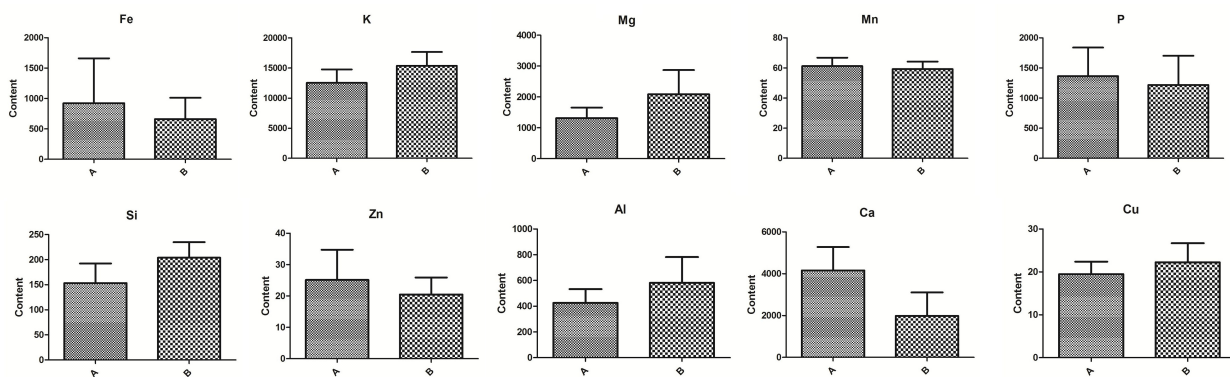 Fe
Content
2000
1500
1000
500
0
A
B
K
Content
20000
15000
10000
5000
0
A
B
Mg
Content
4000
3000
2000
1000
0
A
B
Mn
Content
80
60
40
20
0
A
B
P
Content
2000
1500
1000
500
0
A
B
Si
Content
250
200
150
100
50
0
A
B
Zn
Content
40
30
20
10
0
A
B
Al
Content
1000
800
600
400
200
0
A
B
Ca
Content
6000
4000
2000
0
A
B
Cu
Content
30
20
10
0
A
B